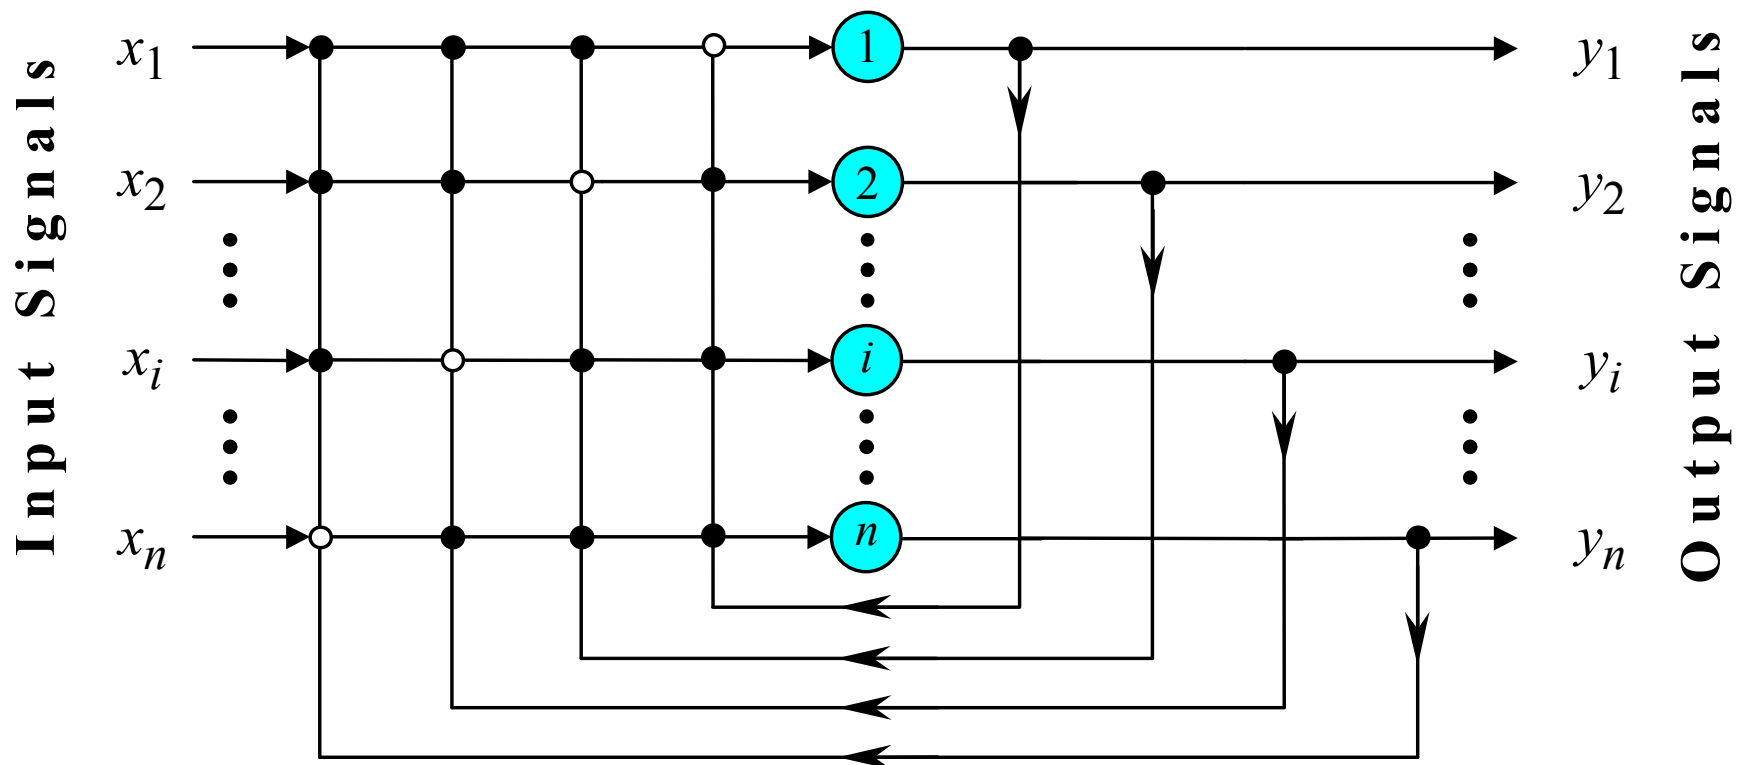 Input Signals
x1 1 y1
x2 2 y2
xi i yi
xn n yn
Output Signals